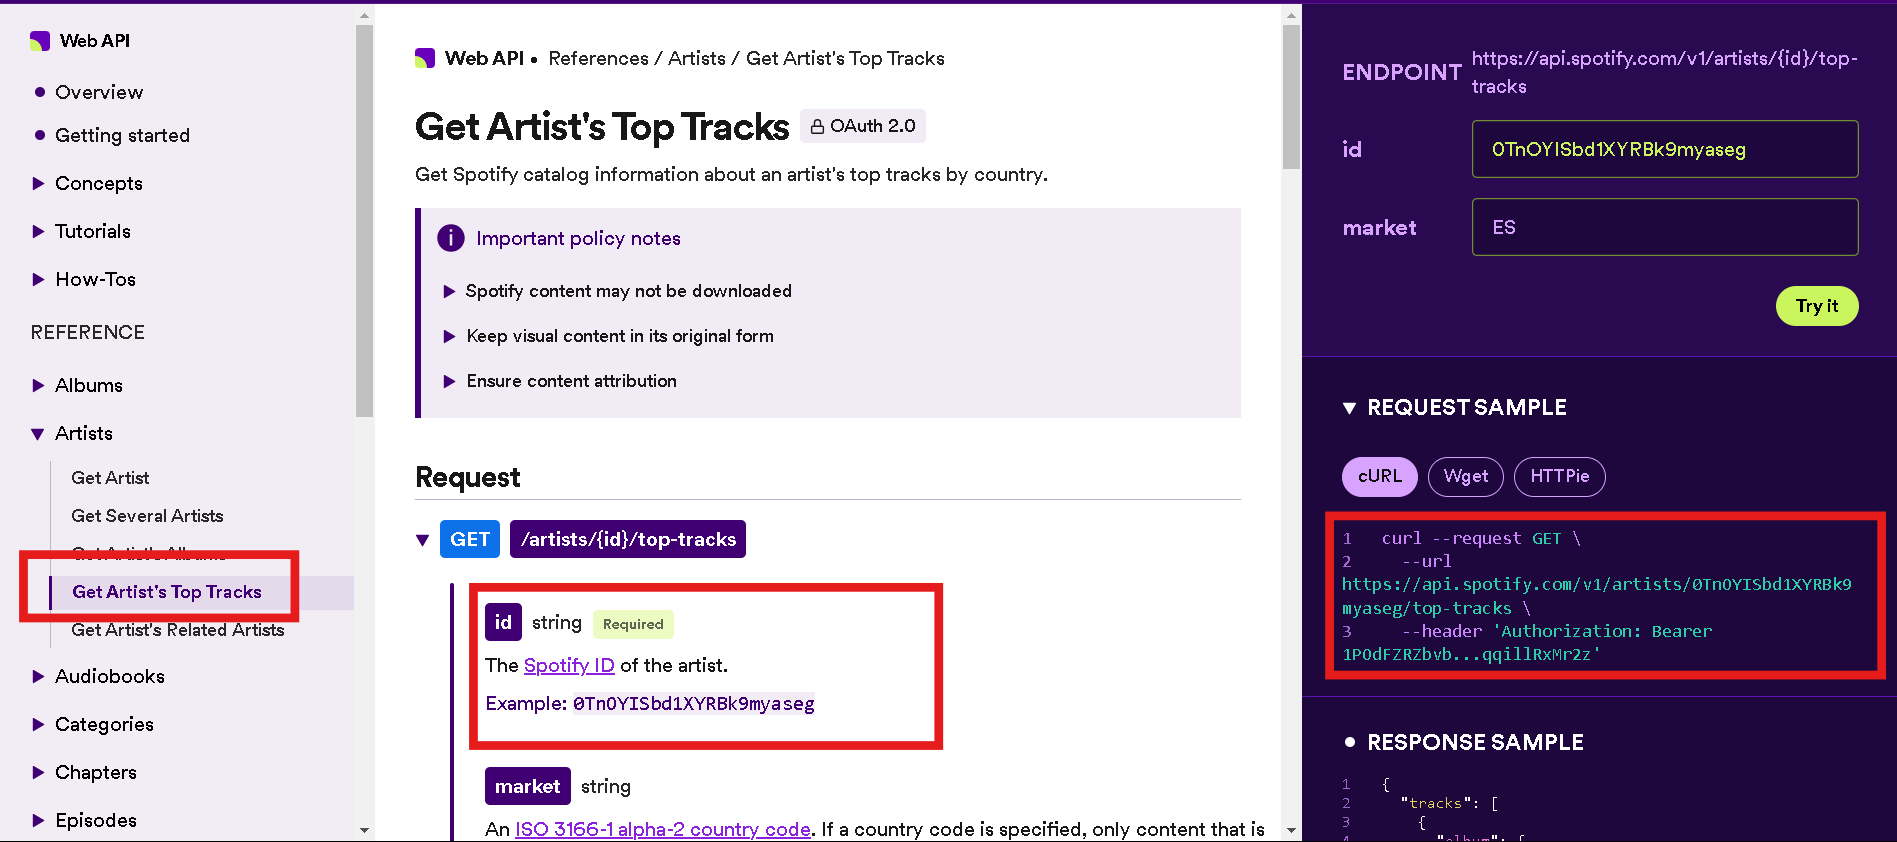 Web API
Overview
Getting started
Concepts
Tutorials
How-Tos
REFERENCE
Albums
Artists
Get Artist
Get Several Artists
Get Artist's Albums
Get Artist's Top Tracks
Get Artist's Related Artists
Audiobooks
Categories
Chapters
Episodes
Web API • References / Artists / Get Artist's Top Tracks
Get Artist's Top Tracks OAuth 2.0
Get Spotify catalog information about an artist's top tracks by country.
Important policy notes
Spotify content may not be downloaded
Keep visual content in its original form
Ensure content attribution
Request
GET /artists/{id}/top-tracks
id string Required
The Spotify ID of the artist.
Example: 0TnOYISbd1XYRBk9myaseg
market string
An ISO 3166-1 alpha-2 country code. If a country code is specified, only content that is
ENDPOINT https://api.spotify.com/v1/artists/{id}/top-
tracks
id 0TnOYISbd1XYRBk9myaseg
market ES
Try it
REQUEST SAMPLE
cURL Wget HTTPie
1 curl --request GET \
2 --url
https://api.spotify.com/v1/artists/0TnOYISbd1XYRBk9
myaseg/top-tracks \
3 --header 'Authorization: Bearer
1POdFZRZbvb...qqillRxMr2z'
RESPONSE SAMPLE
1 {
2 "tracks": [
3 {
4 "album": {